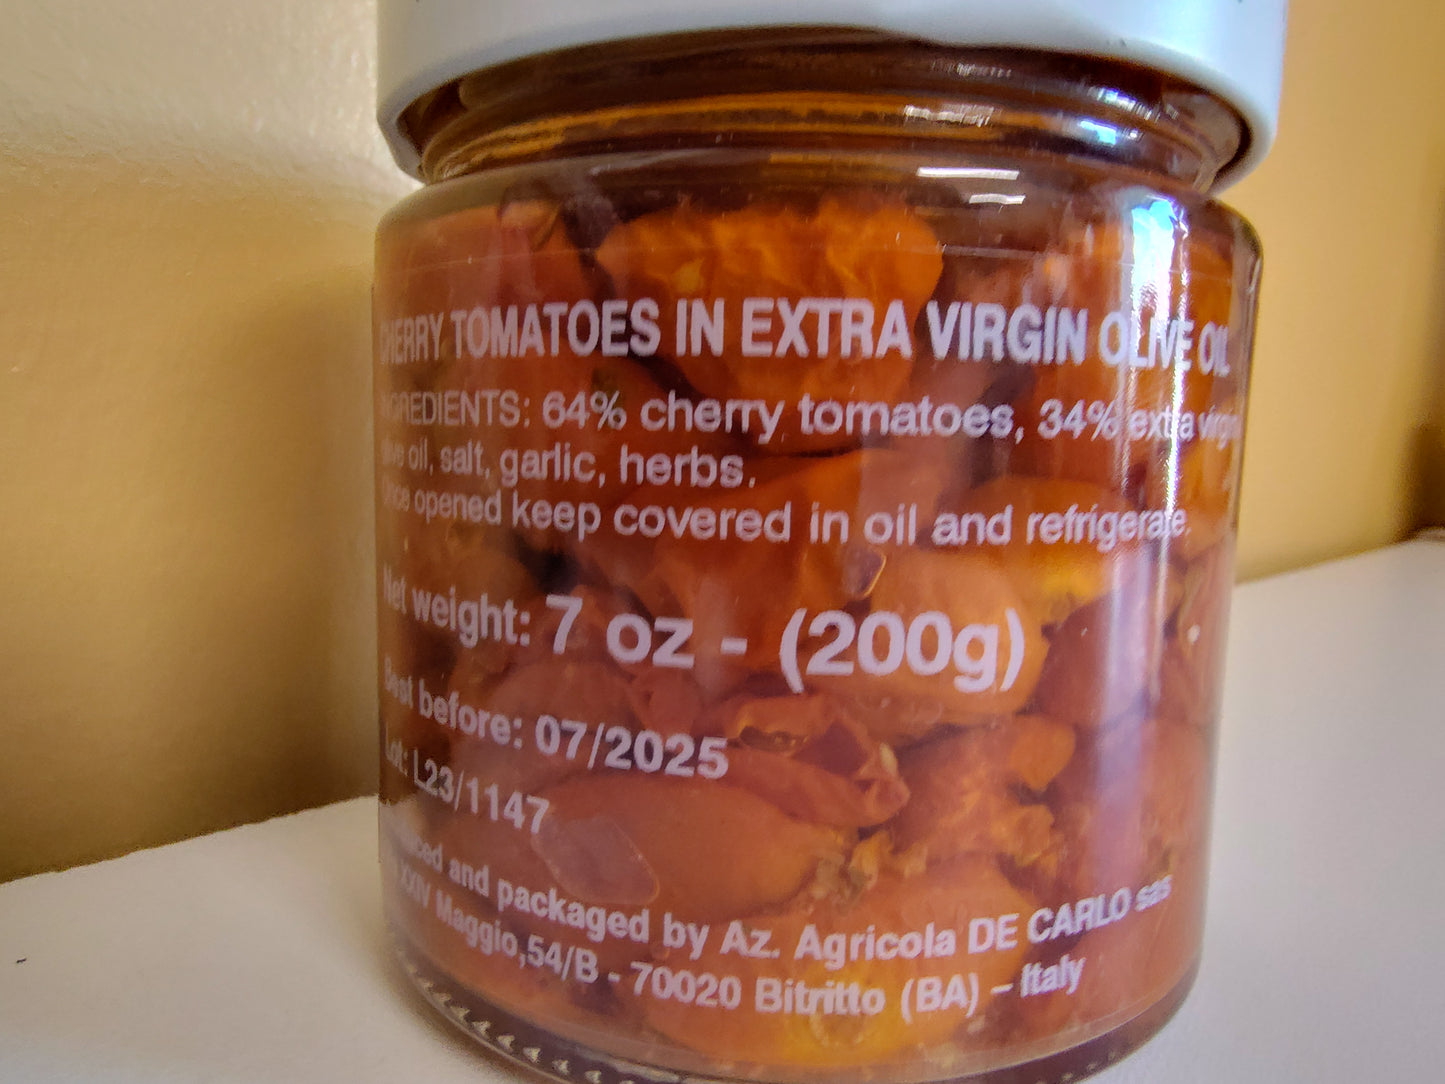 CHERRY TOMATOES IN EXTRA VIRGIN OLIVE OIL
INGREDIENTS: 64% cherry tomatoes, 34% extra virgin
olive oil, salt, garlic, herbs.
Once opened keep covered in oil and refrigerate.
Net weight: 7 oz - (200g)
Best before: 07/2025
Lot: L23/1147
Produced and packaged by Az. Agricola DE CARLO sas
XXIV Maggio,54/B - 70020 Bitritto (BA) – Italy